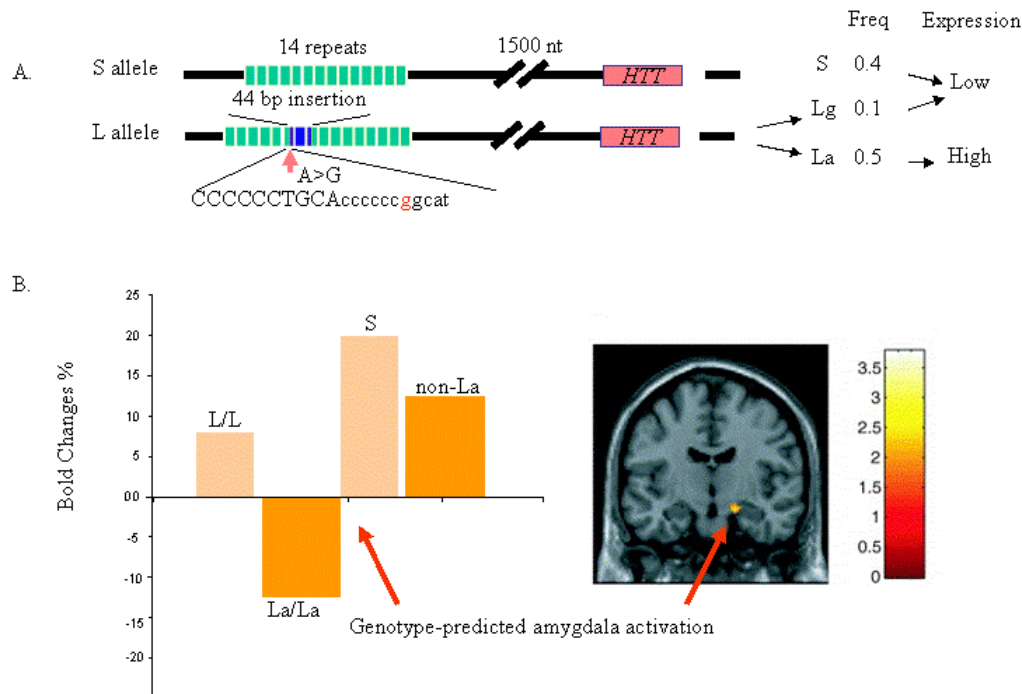 Freq Expression
A.
14 repeats
1500 nt
S allele
HTT
S 0.4
Low
44 bp insertion
Lg 0.1
L allele
HTT
La 0.5
High
A>G
CCCCCCTGCAccccccggcat
B.
25
20
15
10
5
00
-5
-10
-15
-20
Bold Changes %
L/L
La/La
S
non-La
3.5
3
2.5
2
1.5
1
0.5
0
Genotype-predicted amygdala activation